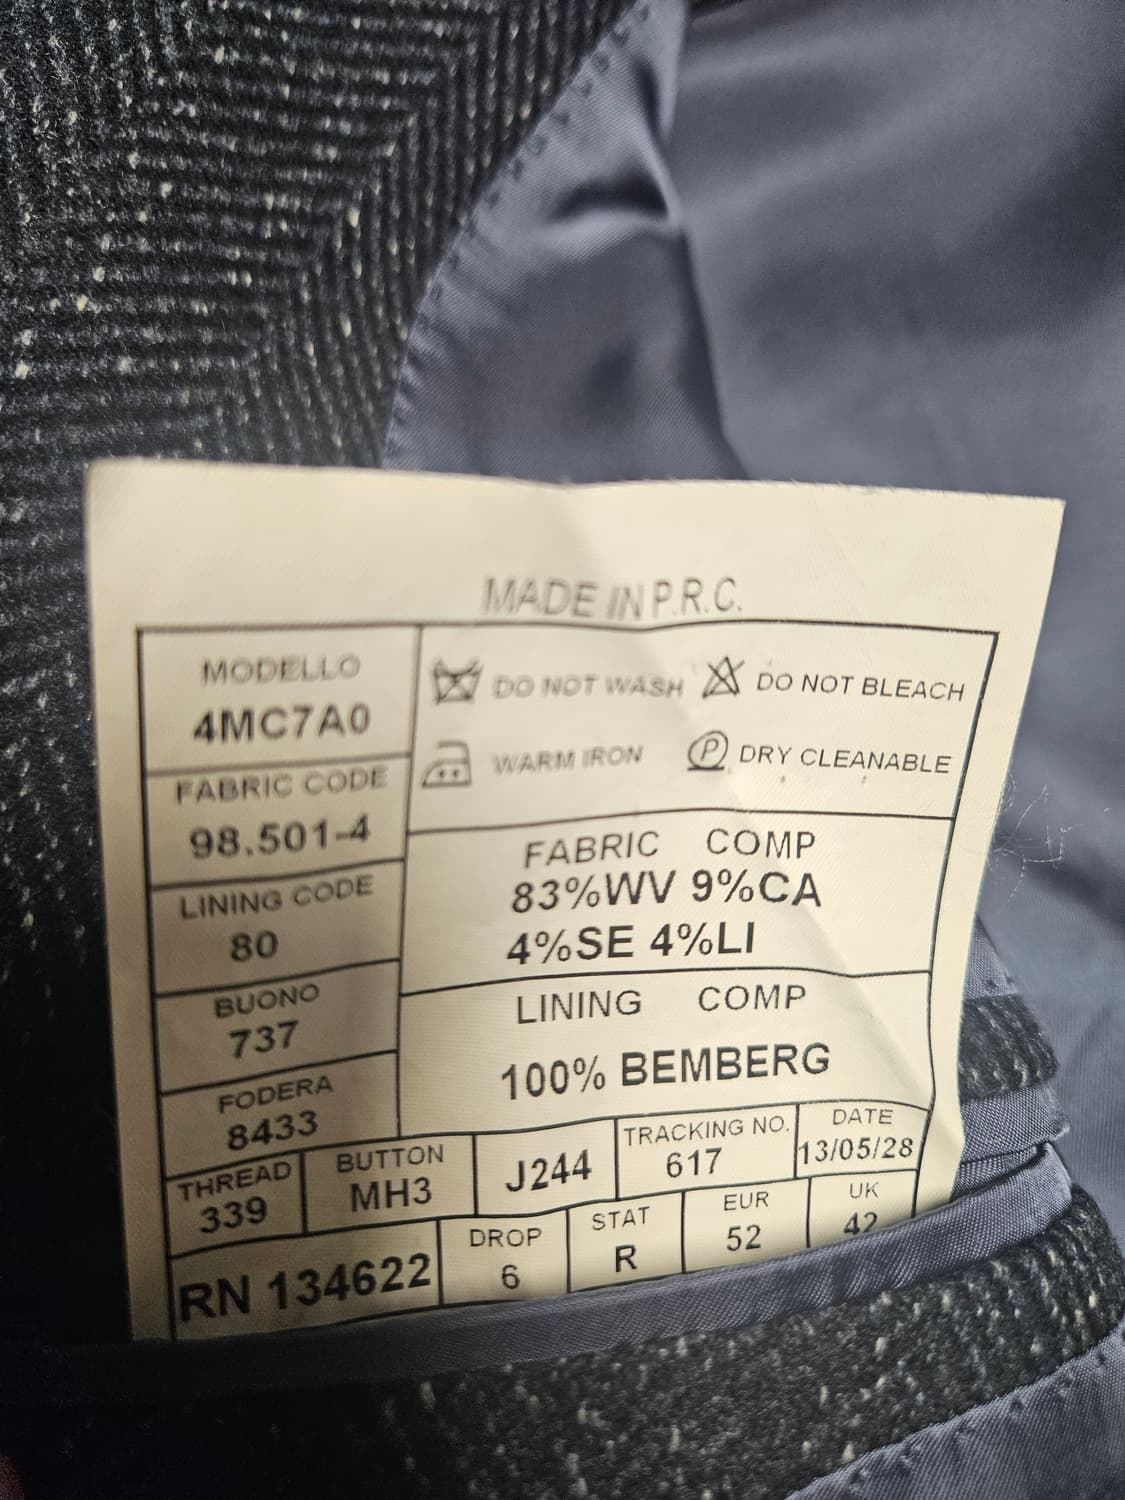 MADE IN P.R.C.
MODELLO
4MC7A0
FABRIC CODE
98.501-4
LINING CODE
80
BUONO
737
FODERA
8433
DO NOT WASH
DO NOT BLEACH
WARM IRON
P
DRY CLEANABLE
FABRIC COMP
83%WV 9%CA
4%SE 4%LI
LINING COMP
100% BEMBERG
THREAD
339
BUTTON
MH3
J244
TRACKING NO.
617
DATE
13/05/28
RN 134622
DROP
6
STAT
R
EUR
52
UK
42